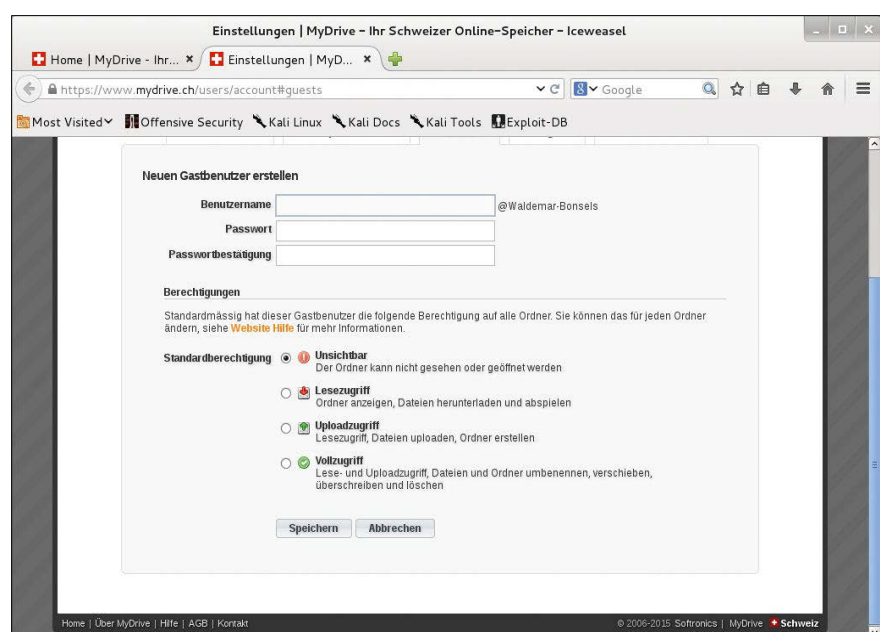 Einstellungen | MyDrive – Ihr Schweizer Online-Speicher - Iceweasel
Home | MyDrive - Ihr... × Einstellungen | MyD... ×
https://www.mydrive.ch/users/account#guests Google
Most Visited Offensive Security Kali Linux Kali Docs Kali Tools Exploit-DB
Neuen Gastbenutzer erstellen
Benutzername @Waldemar-Bonsels
Passwort
Passwortbestätigung
Berechtigungen
Standardmässig hat dieser Gastbenutzer die folgende Berechtigung auf alle Ordner. Sie können das für jeden Ordner
ändern, siehe Website Hilfe für mehr Informationen.
Standardberechtigung Unsichtbar
Der Ordner kann nicht gesehen oder geöffnet werden
Lesezugriff
Ordner anzeigen, Dateien herunterladen und abspielen
Uploadzugriff
Lesezugriff, Dateien uploaden, Ordner erstellen
Vollzugriff
Lese- und Uploadzugriff, Dateien und Ordner umbenennen, verschieben,
überschreiben und löschen
Speichern Abbrechen
Home | Über MyDrive | Hilfe | AGB | Kontakt © 2006-2015 Softronics | MyDrive Schweiz